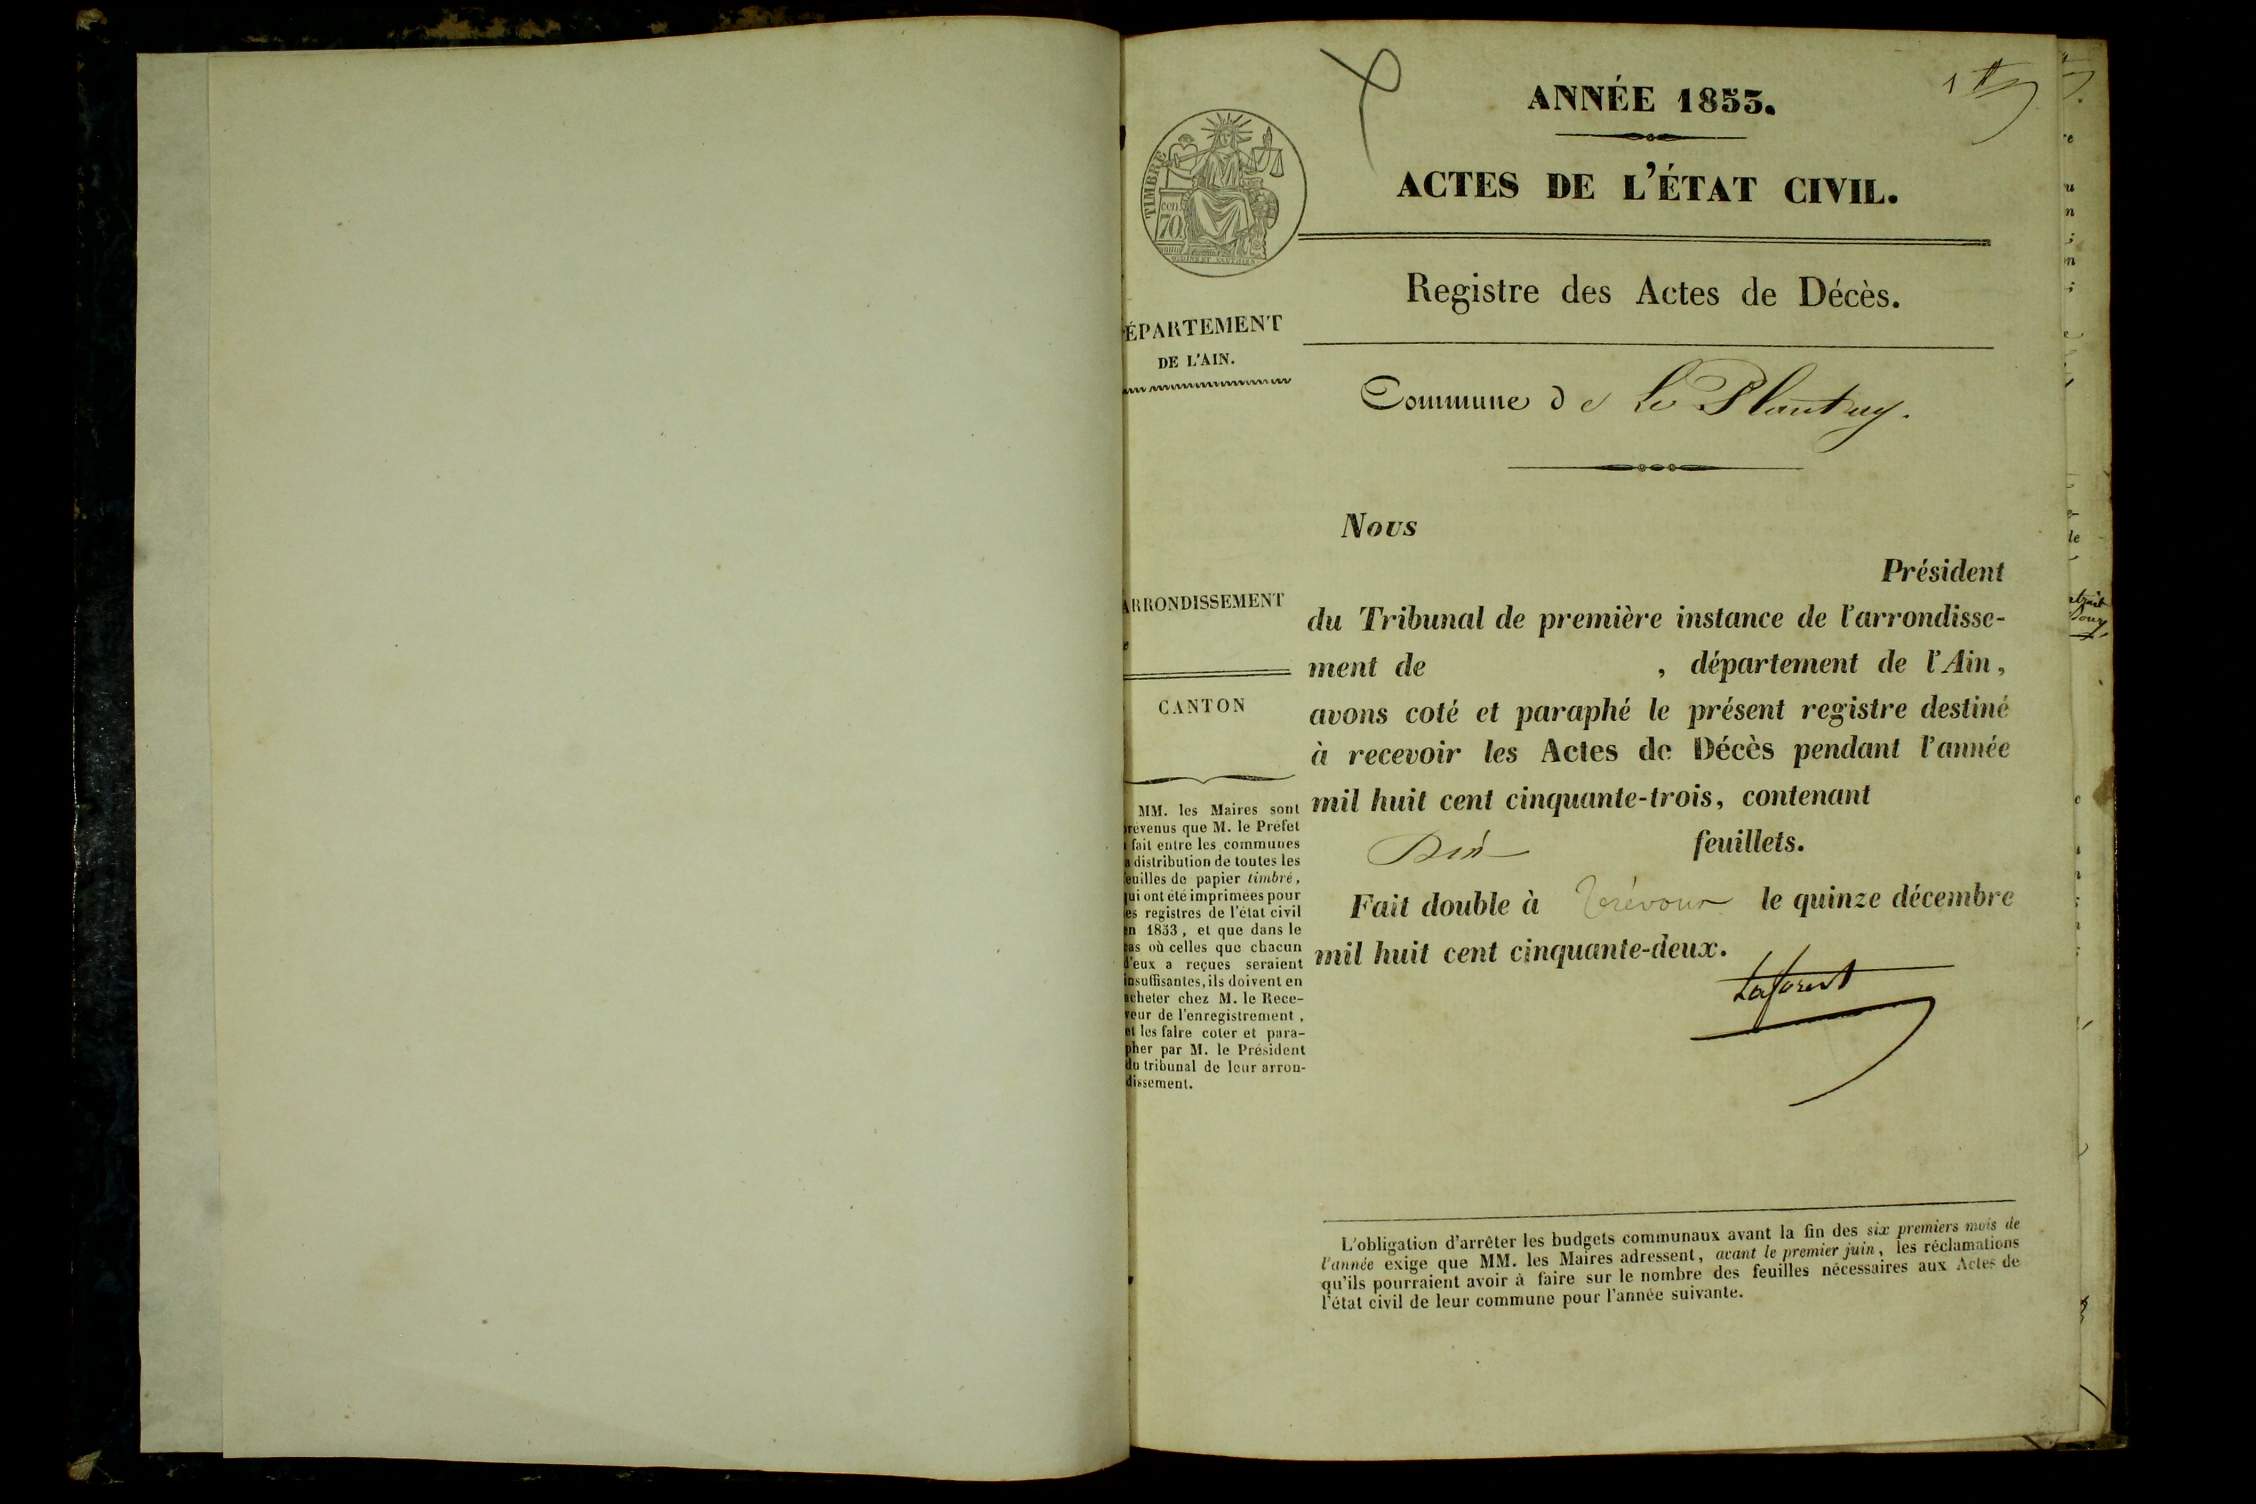 1
ANNÉE 1853.
ACTES DE L'ÉTAT CIVIL.
TIMBRE
70
Registre des Actes de Décès.
ÉPARTEMENT
DE L'AIN.
Commune de Le Plantay.
Nous
Président
du Tribunal de première instance de l'arrondisse-
ment de , département de l'Ain,
avons coté et paraphé le présent registre destiné
à recevoir les Actes de Décès pendant l'année
mil huit cent cinquante-trois, contenant
feuillets.
Fait double à Trévoux le quinze décembre
mil huit cent cinquante-deux.
ARRONDISSEMENT
CANTON
MM. les Maires sont
révenus que M. le Préfet
fait entre les communes
a distribution de toutes les
euilles de papier timbré,
ui ont été imprimées pour
es registres de l'état civil
en 1853, et que dans le
as où celles que chacun
d'eux a reçues seraient
insuffisantes, ils doivent en
acheter chez M. le Rece-
veur de l'enregistrement,
et les faire coter et para-
pher par M. le Président
du tribunal de leur arron-
dissement.
L'obligation d'arrêter les budgets communaux avant la fin des six premiers mois de
l'année exige que MM. les Maires adressent, avant le premier juin, les réclamations
qu'ils pourraient avoir à faire sur le nombre des feuilles nécessaires aux Actes de
l'état civil de leur commune pour l'année suivante.